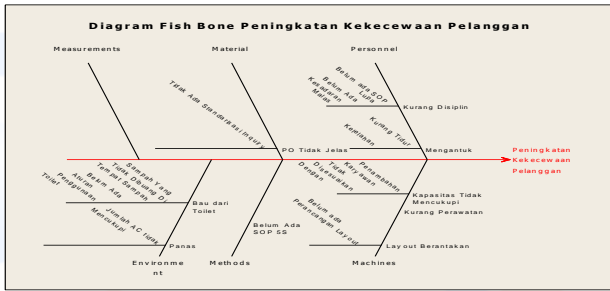 Diagram Fish Bone Peningkatan Kekecewaan Pelanggan
Measurements
Material
Personnel
Belum ada SOP
Lupa
Belum Ada
Kesadaran
Malas
Kurang Disiplin
Tidak Ada Standarisasi Inquiry
Kurang Tidur
Kelelahan
PO Tidak Jelas
Mengantuk
Peningkatan
Kekecewaan
Pelanggan
Sampah Yang
Tidak Dibuang Di
Tempat Sampah
Belum Ada
Aturan
Penggunaan
Toilet
Bau dari
Toilet
Penambahan
Karyawan
Tidak
Disesuaikan
Dengan
Kapasitas Tidak
Mencukupi
Kurang Perawatan
Jumlah AC tidak
Mencukupi
Panas
Belum Ada
SOP 5S
Belum ada
Perancangan Layout
Layout Berantakan
Environme
nt
Methods
Machines